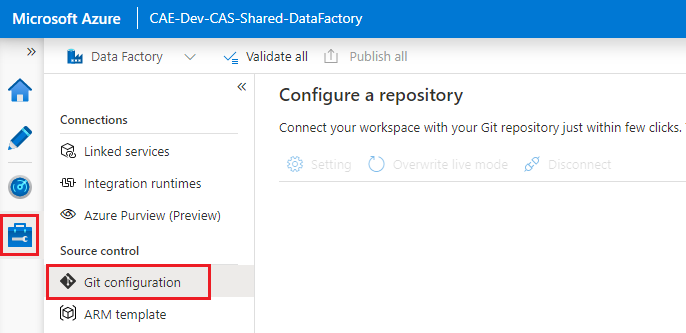 Microsoft Azure CAE-Dev-CAS-Shared-DataFactory
» Data Factory Validate all Publish all
«
Configure a repository
Connections
Connect your workspace with your Git repository just within few clicks.
Linked services
Setting Overwrite live mode Disconnect
Integration runtimes
Azure Purview (Preview)
Source control
Git configuration
ARM template